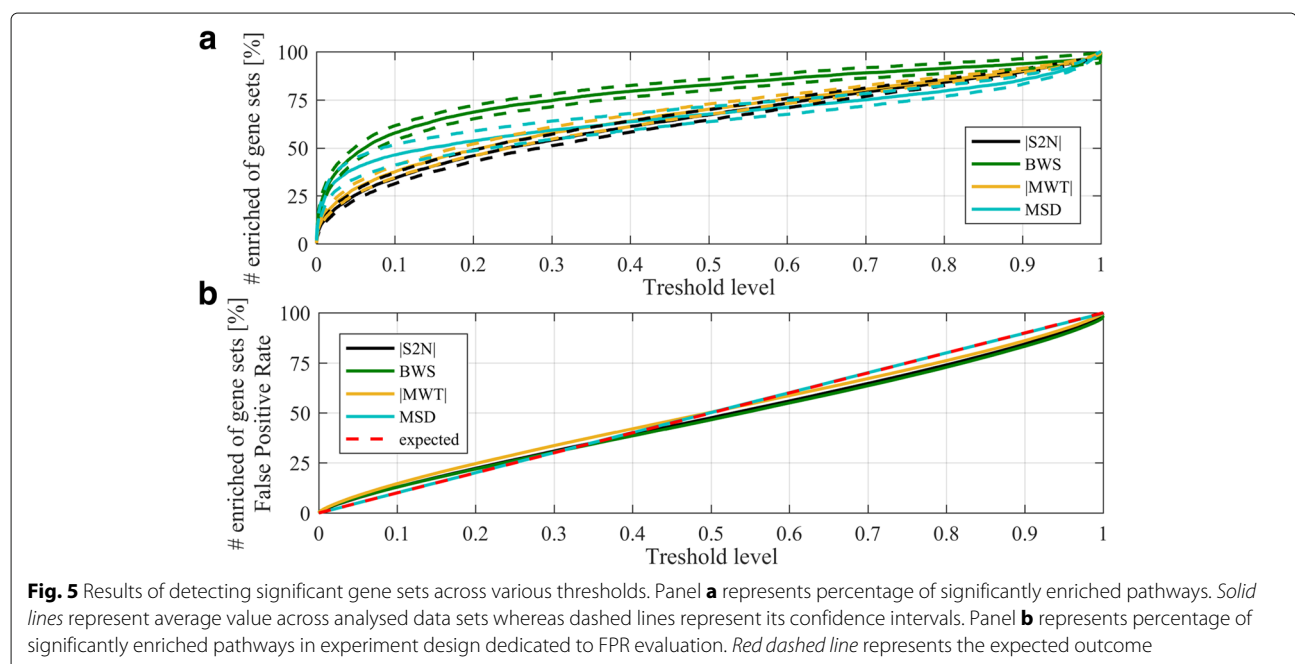 a
# enriched of gene sets [%]
100
75
50
25
0
|S2N|
BWS
|MWT|
MSD
0 0.1 0.2 0.3 0.4 0.5 0.6 0.7 0.8 0.9 1
Treshold level
b
# enriched of gene sets [%]
False Positive Rate
100
75
50
25
0
|S2N|
BWS
|MWT|
MSD
expected
0 0.1 0.2 0.3 0.4 0.5 0.6 0.7 0.8 0.9 1
Treshold level
Fig. 5 Results of detecting significant gene sets across various thresholds. Panel a represents percentage of significantly enriched pathways. Solid
lines represent average value across analysed data sets whereas dashed lines represent its confidence intervals. Panel b represents percentage of
significantly enriched pathways in experiment design dedicated to FPR evaluation. Red dashed line represents the expected outcome